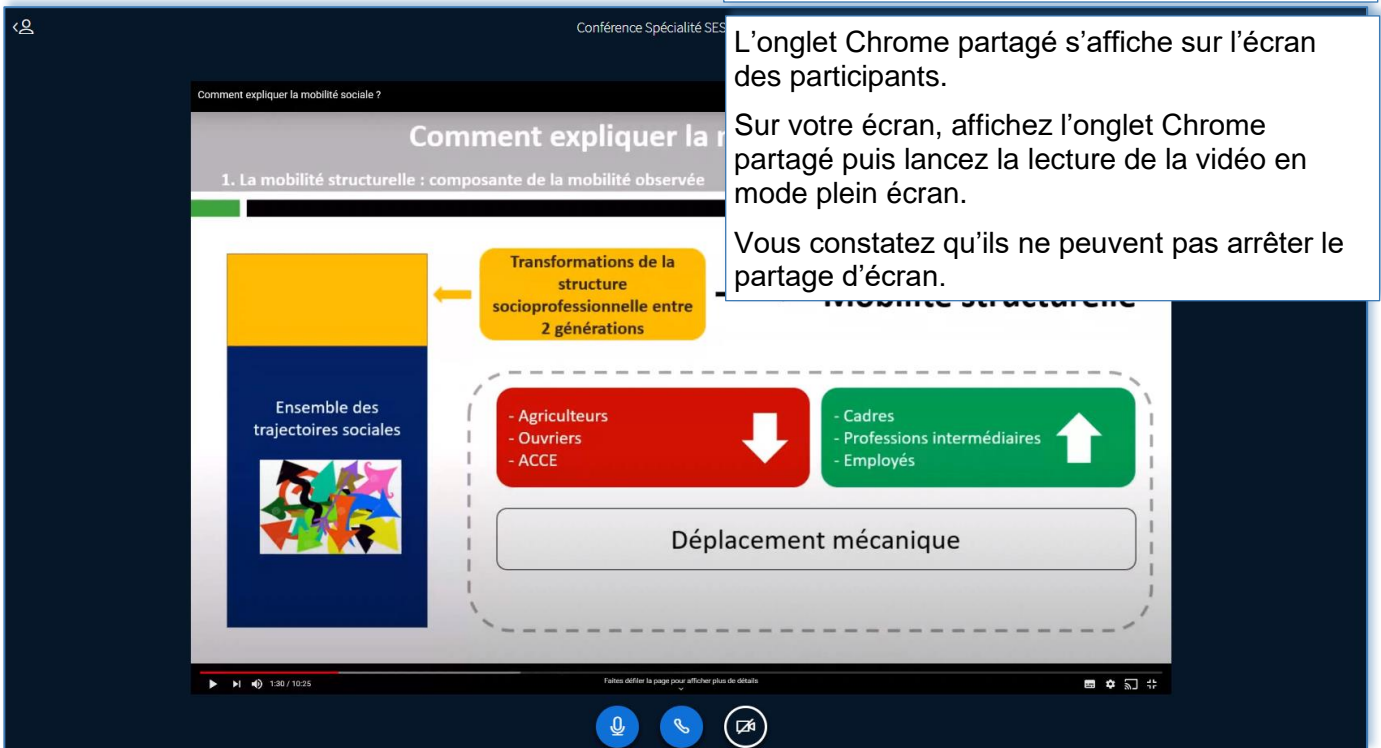 Conférence Spécialité SES
L'onglet Chrome partagé s'affiche sur l'écran
des participants.
Sur votre écran, affichez l'onglet Chrome
partagé puis lancez la lecture de la vidéo en
mode plein écran.
Vous constatez qu'ils ne peuvent pas arrêter le
partage d'écran.
Comment expliquer la mobilité sociale ?
Comment expliquer la
1. La mobilité structurelle : composante de la mobilité observée
Transformations de la
structure
socioprofessionnelle entre
2 générations
Mobilité structurelle
Ensemble des
trajectoires sociales
- Agriculteurs
- Ouvriers
- ACCE
- Cadres
- Professions intermédiaires
- Employés
Déplacement mécanique
1:30 / 10:25
Faites défiler la page pour afficher plus de détails